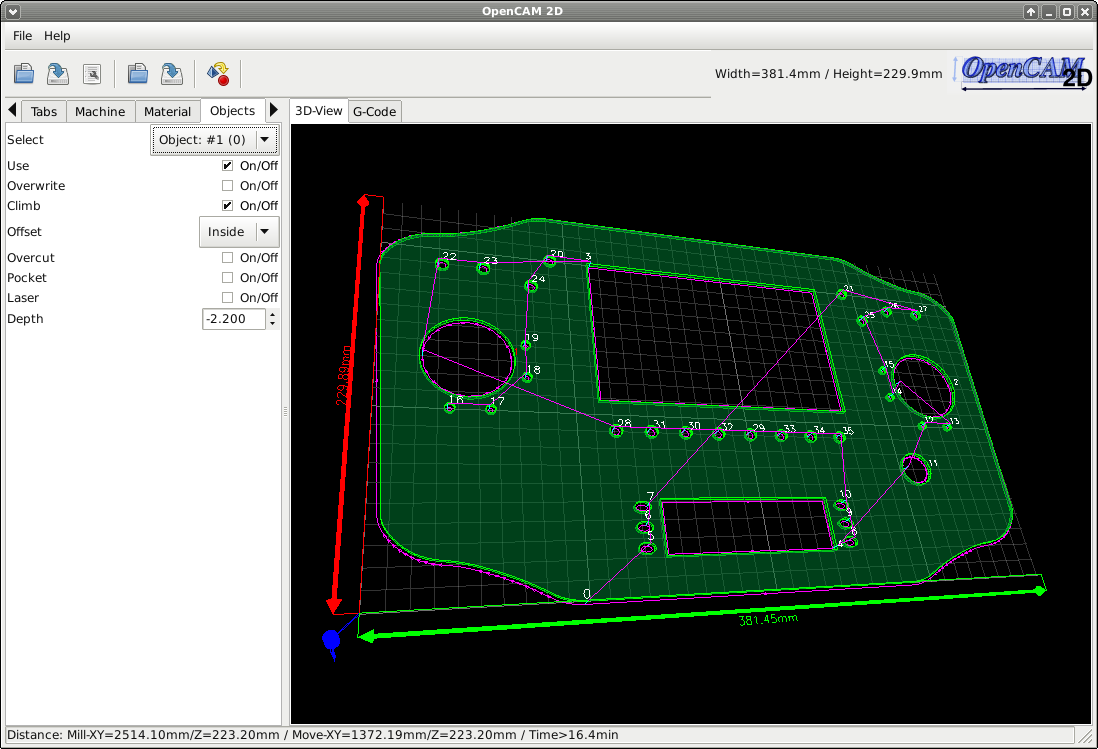 OpenCAM 2D
File Help
Width=381.4mm / Height=229.9mm
OpenCAM 2D
Tabs Machine Material Objects
3D-View G-Code
Select Object: #1 (0)
Use On/Off
Overwrite On/Off
Climb On/Off
Offset Inside
Overcut On/Off
Pocket On/Off
Laser On/Off
Depth -2.200
22 23 20 3
24
21
25 26 27
19
18
15
14
2
16 17
12 13
28 31 30 32 29 33 34 35
11
7
10
9
5
4
0
229.89mm
381.45mm
Distance: Mill-XY=2514.10mm/Z=223.20mm / Move-XY=1372.19mm/Z=223.20mm / Time>16.4min